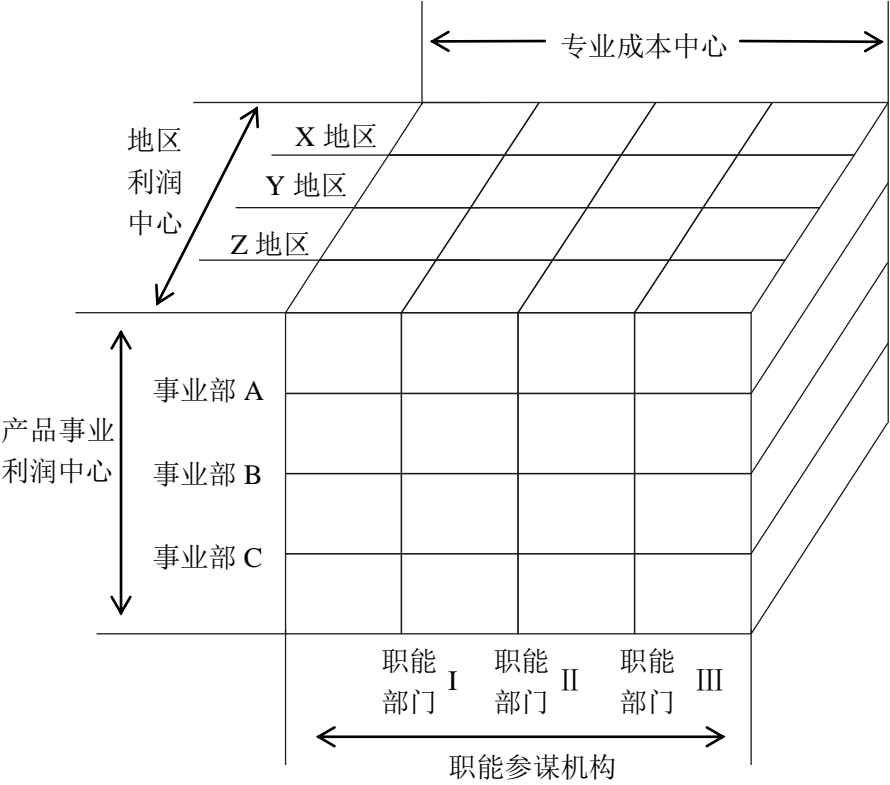 专业成本中心
地区
利润
中心
X 地区
Y 地区
Z 地区
产品事业
利润中心
事业部 A
事业部 B
事业部 C
职能
部门 I
职能
部门 Ⅱ
职能
部门 Ⅲ
职能参谋机构